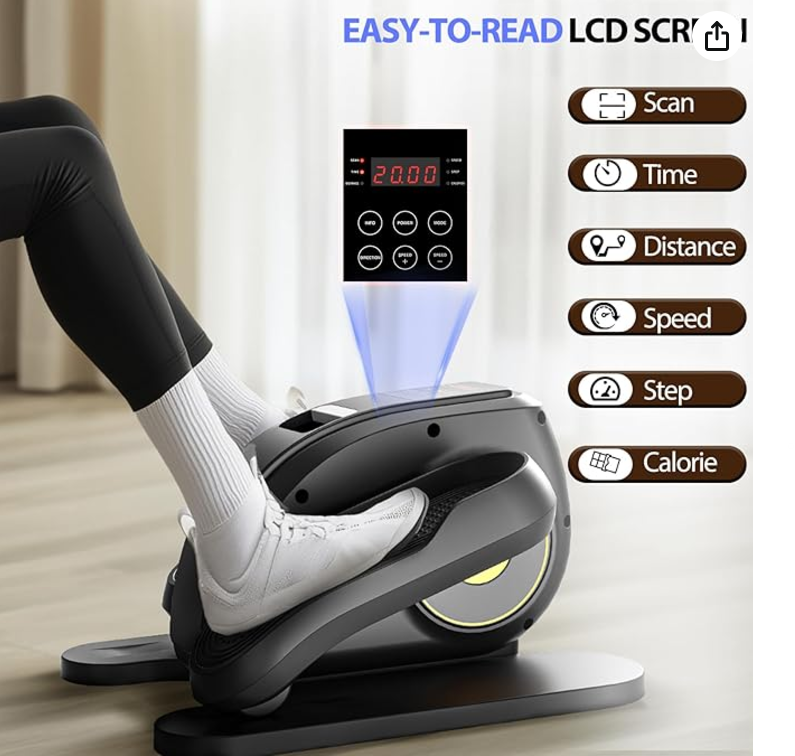 EASY-TO-READ LCD SCR
Scan
Time
Distance
Speed
Step
Calorie
20.00
INFO POWER MODE
DIRECTION SPEED + SPEED −